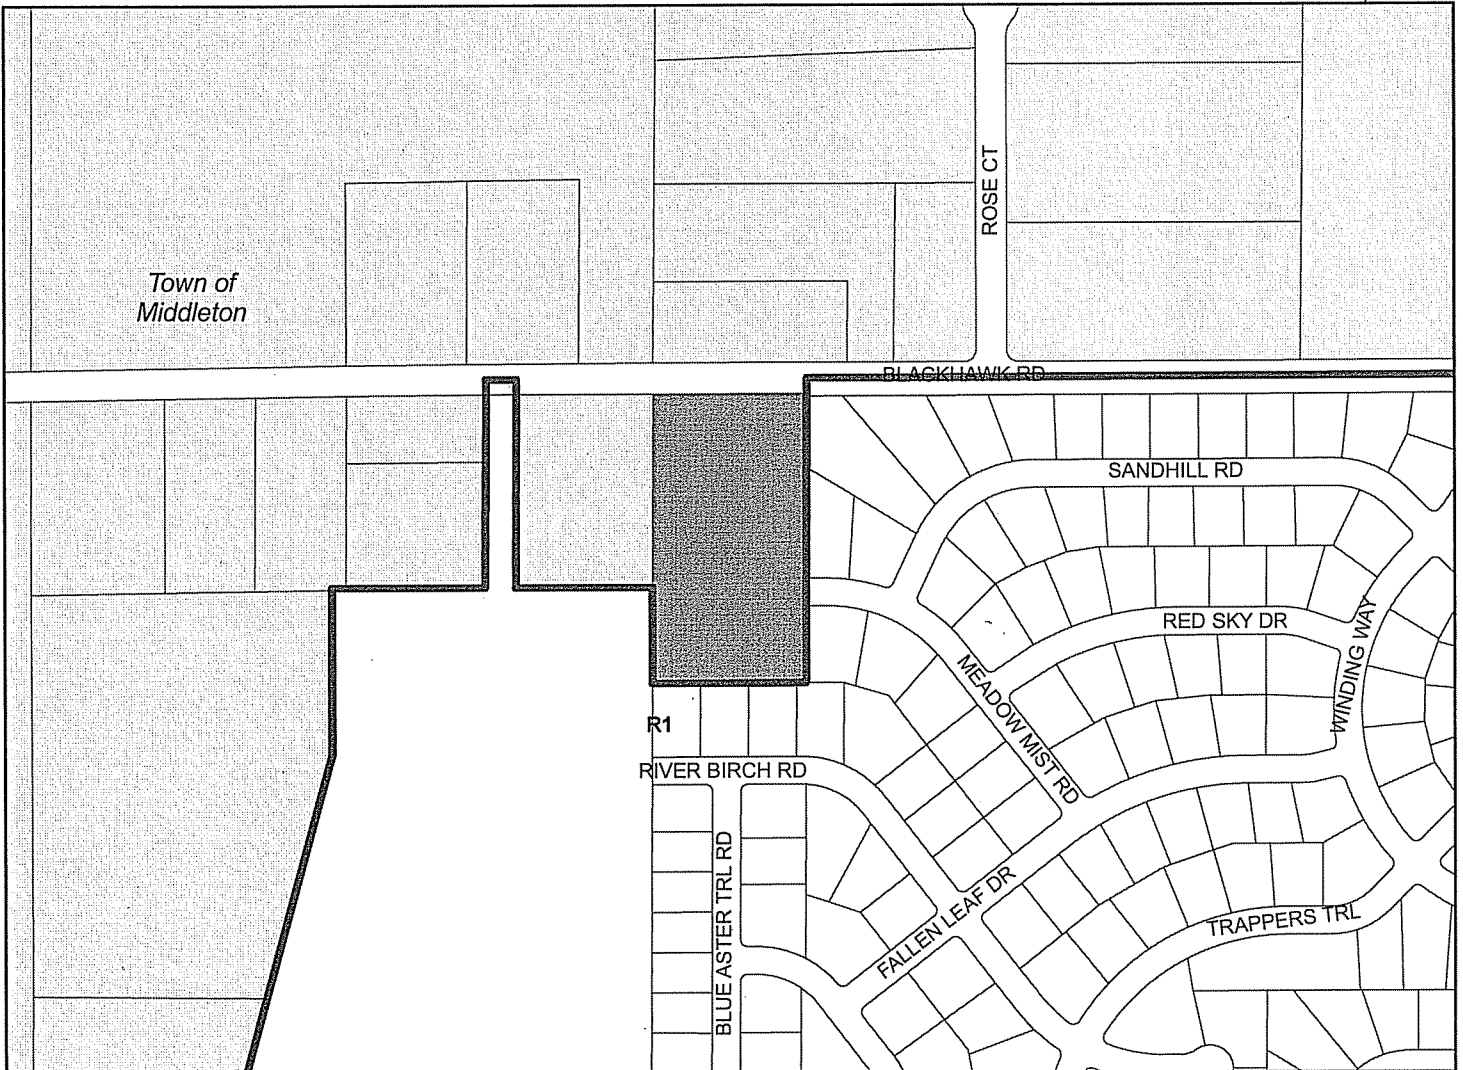 ROSE CT
Town of
Middleton
BLACKHAWK RD
SANDHILL RD
RED SKY DR
WINDING WAY
MEADOW MIST RD
R1
RIVER BIRCH RD
BLUE ASTER TRL RD
FALLEN LEAF DR
TRAPPERS TRL